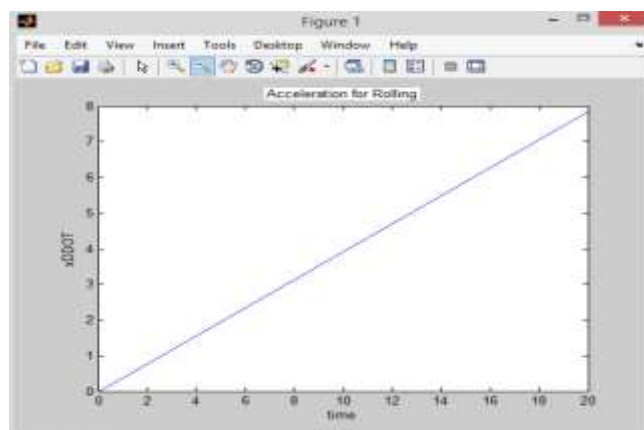 Figure 1
File Edit View Insert Tools Desktop Window Help
Acceleration for Rolling
8
7
6
5
4
3
2
1
0
xDDOT
0 2 4 6 8 10 12 14 16 18 20
time